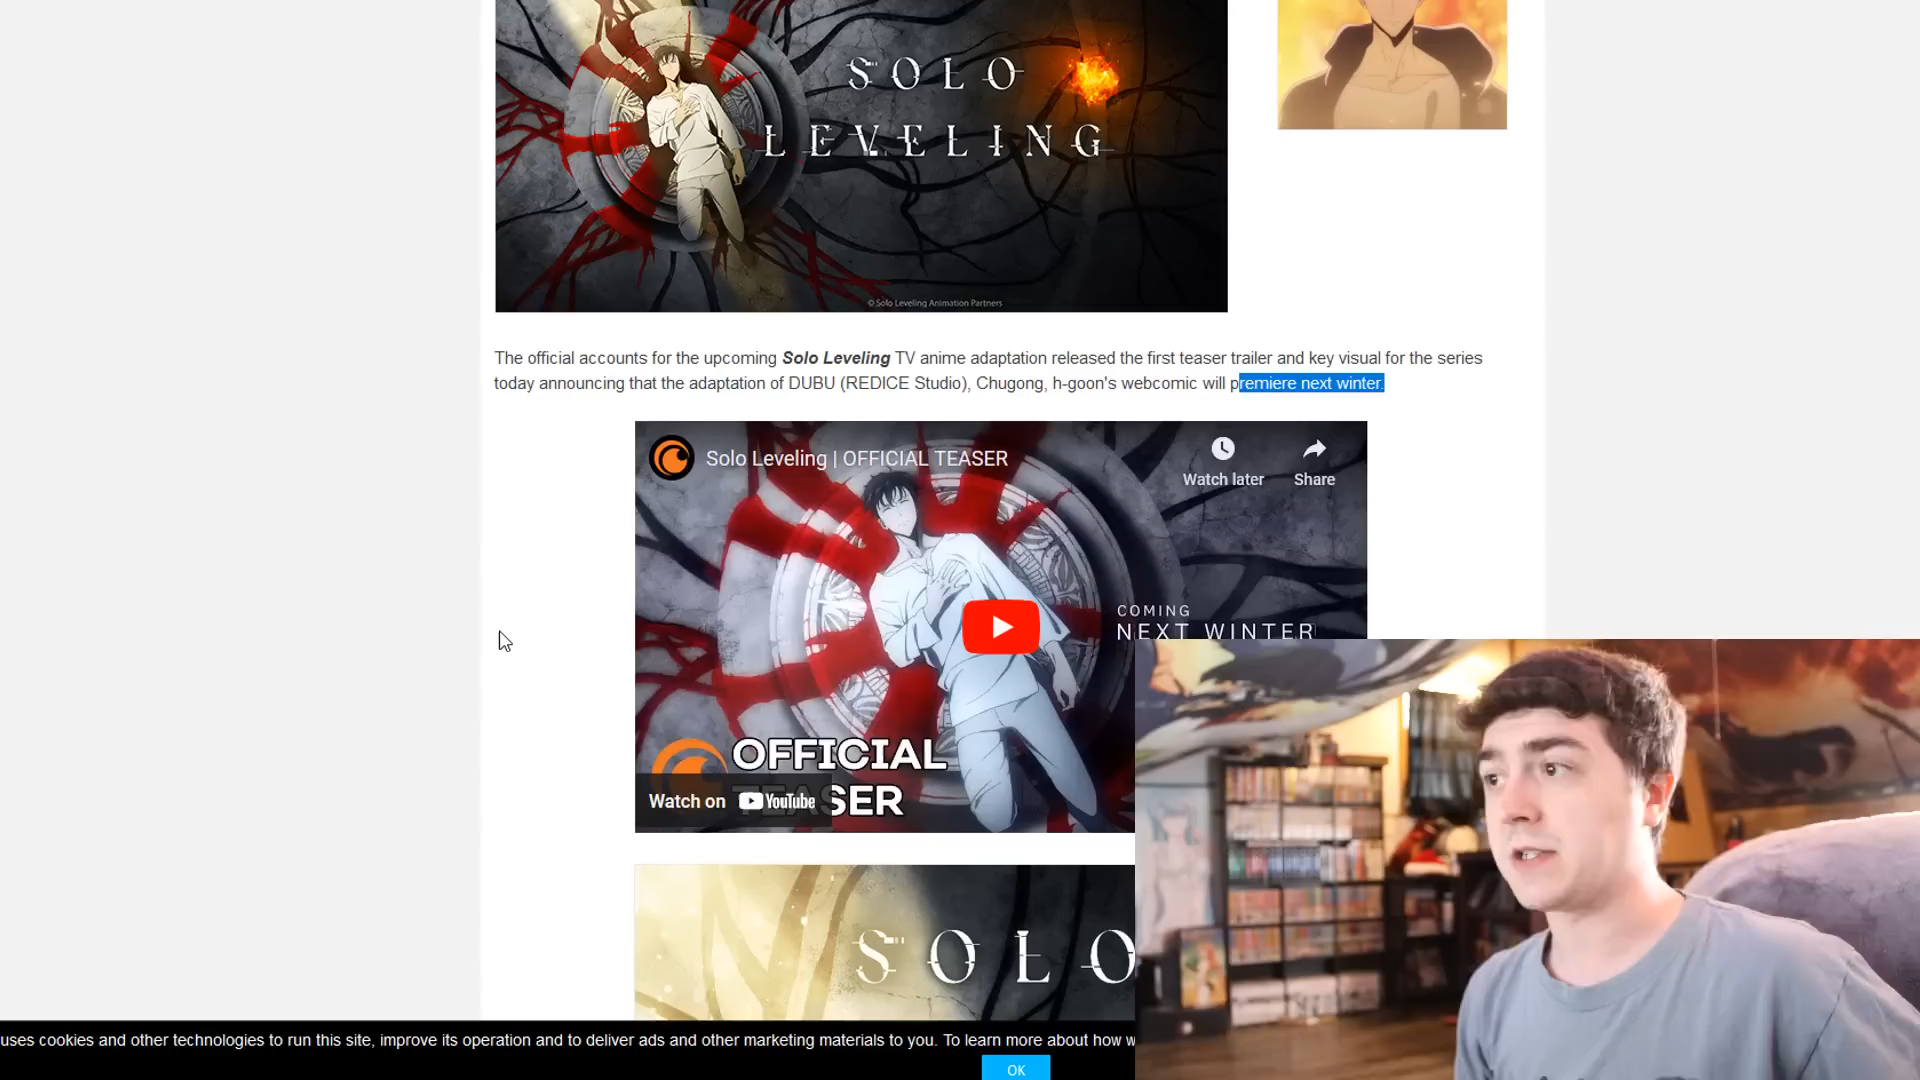 SOLO
LEVELING
© Solo Leveling Animation Partners
The official accounts for the upcoming Solo Leveling TV anime adaptation released the first teaser trailer and key visual for the series
today announcing that the adaptation of DUBU (REDICE Studio), Chugong, h-goon's webcomic will premiere next winter.
Solo Leveling | OFFICIAL TEASER
Watch later
Share
COMING
NEXT WINTER
OFFICIAL
TEASER
Watch on YouTube
SOLO
uses cookies and other technologies to run this site, improve its operation and to deliver ads and other marketing materials to you. To learn more about how w
OK